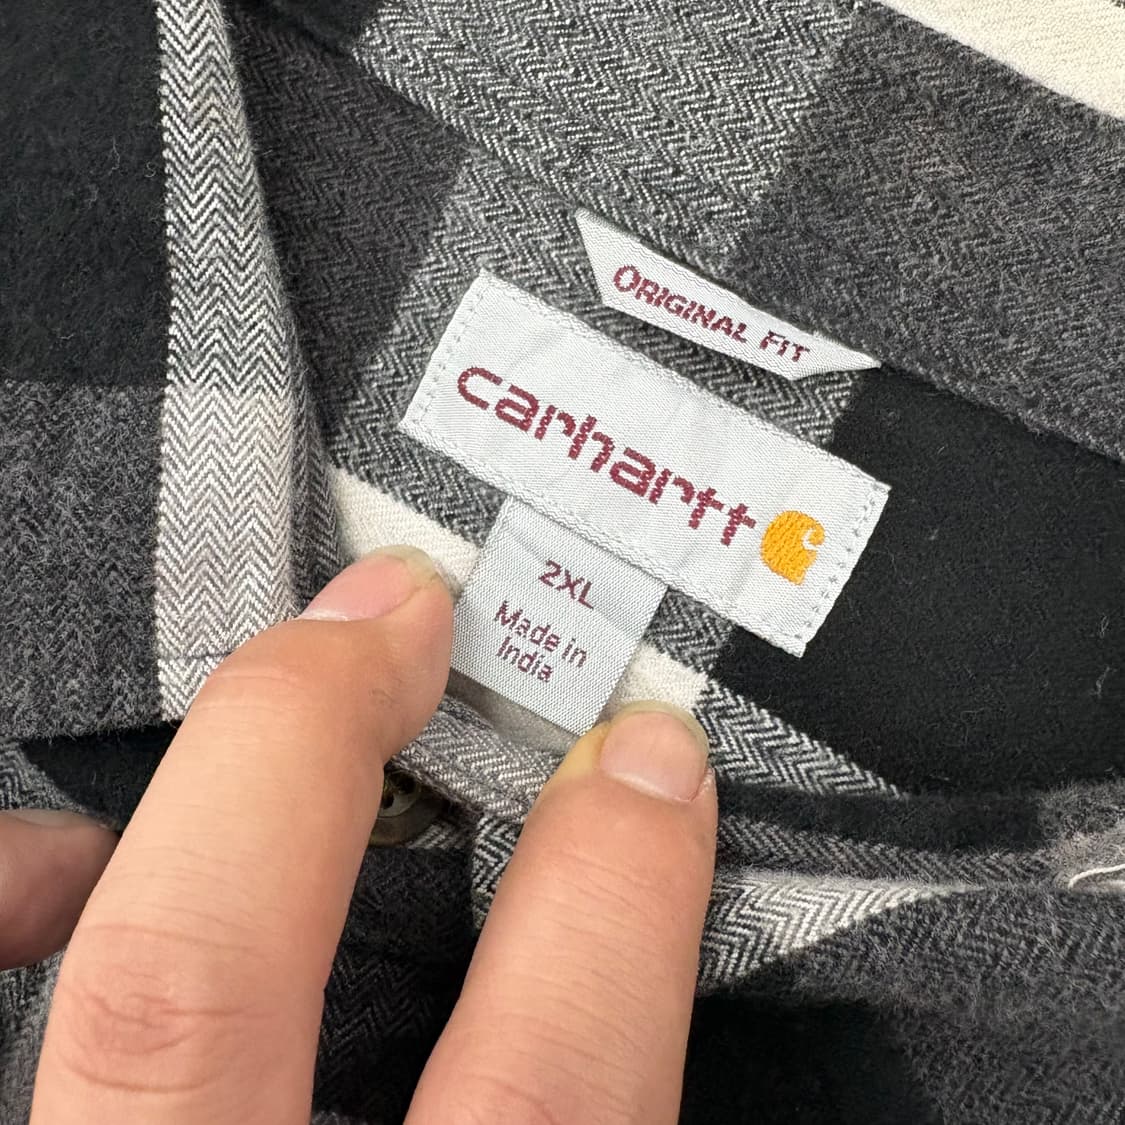 ORIGINAL FIT
carhartt
2XL
Made in
India